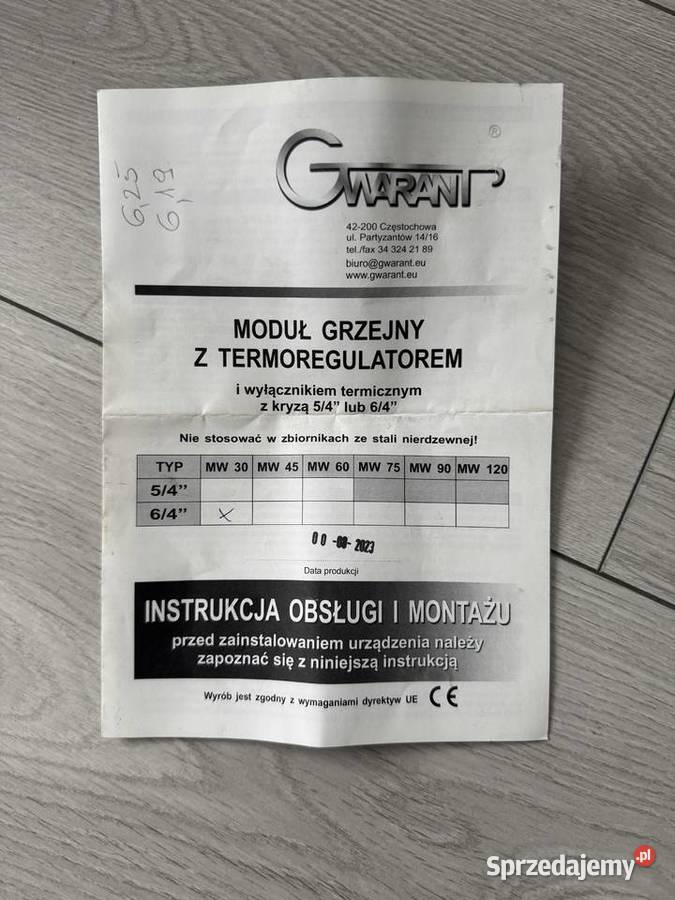 6,25
6,19
GWARANT ®
42-200 Częstochowa
ul. Partyzantów 14/16
tel./fax 34 324 21 89
biuro@gwarant.eu
www.gwarant.eu
MODUŁ GRZEJNY
Z TERMOREGULATOREM
i wyłącznikiem termicznym
z kryzą 5/4” lub 6/4”
Nie stosować w zbiornikach ze stali nierdzewnej!
TYP MW 30 MW 45 MW 60 MW 75 MW 90 MW 120
5/4”
6/4” X
00 -08- 2023
Data produkcji
INSTRUKCJA OBSŁUGI I MONTAŻU
przed zainstalowaniem urządzenia należy
zapoznać się z niniejszą instrukcją
Wyrób jest zgodny z wymaganiami dyrektyw UE CE
Sprzedajemy.pl